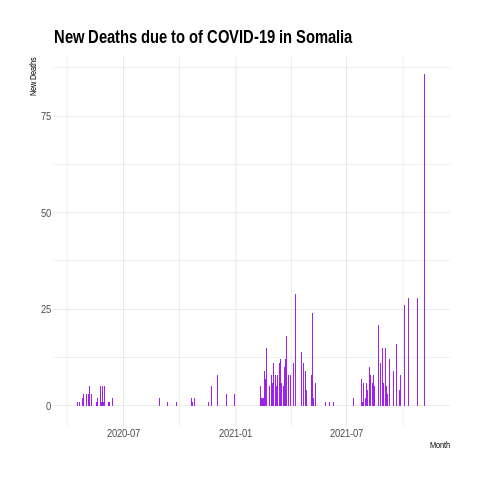 New Deaths due to of COVID-19 in Somalia
New Deaths
75
50
25
0
2020-07
2021-01
2021-07
Month